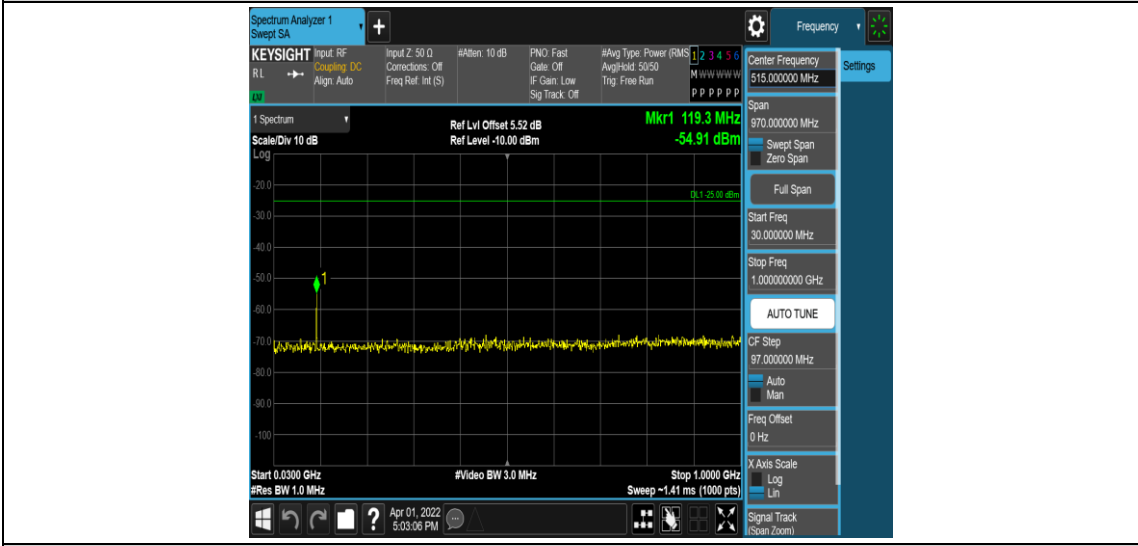 Spectrum Analyzer 1
Swept SA
+
Frequency
KEYSIGHT
RL
LNI
Input: RF
Coupling: DC
Align: Auto
Input Z: 50 Ω
Corrections: Off
Freq Ref: Int (S)
#Atten: 10 dB
PNO: Fast
Gate: Off
IF Gain: Low
Sig Track: Off
#Avg Type: Power (RMS
Avg|Hold: 50/50
Trig: Free Run
1 2 3 4 5 6
M W W W W W
P P P P P P
1 Spectrum
Scale/Div 10 dB
Log
Ref Lvl Offset 5.52 dB
Ref Level -10.00 dBm
Mkr1 119.3 MHz
-54.91 dBm
DL1 -25.00 dBm
1
-20.0
-30.0
-40.0
-50.0
-60.0
-70.0
-80.0
-90.0
-100
Start 0.0300 GHz
#Res BW 1.0 MHz
#Video BW 3.0 MHz
Stop 1.0000 GHz
Sweep ~1.41 ms (1000 pts)
Center Frequency
515.000000 MHz
Settings
Span
970.000000 MHz
Swept Span
Zero Span
Full Span
Start Freq
30.000000 MHz
Stop Freq
1.000000000 GHz
AUTO TUNE
CF Step
97.000000 MHz
Auto
Man
Freq Offset
0 Hz
X Axis Scale
Log
Lin
Signal Track
(Span Zoom)
?
Apr 01, 2022
5:03:06 PM